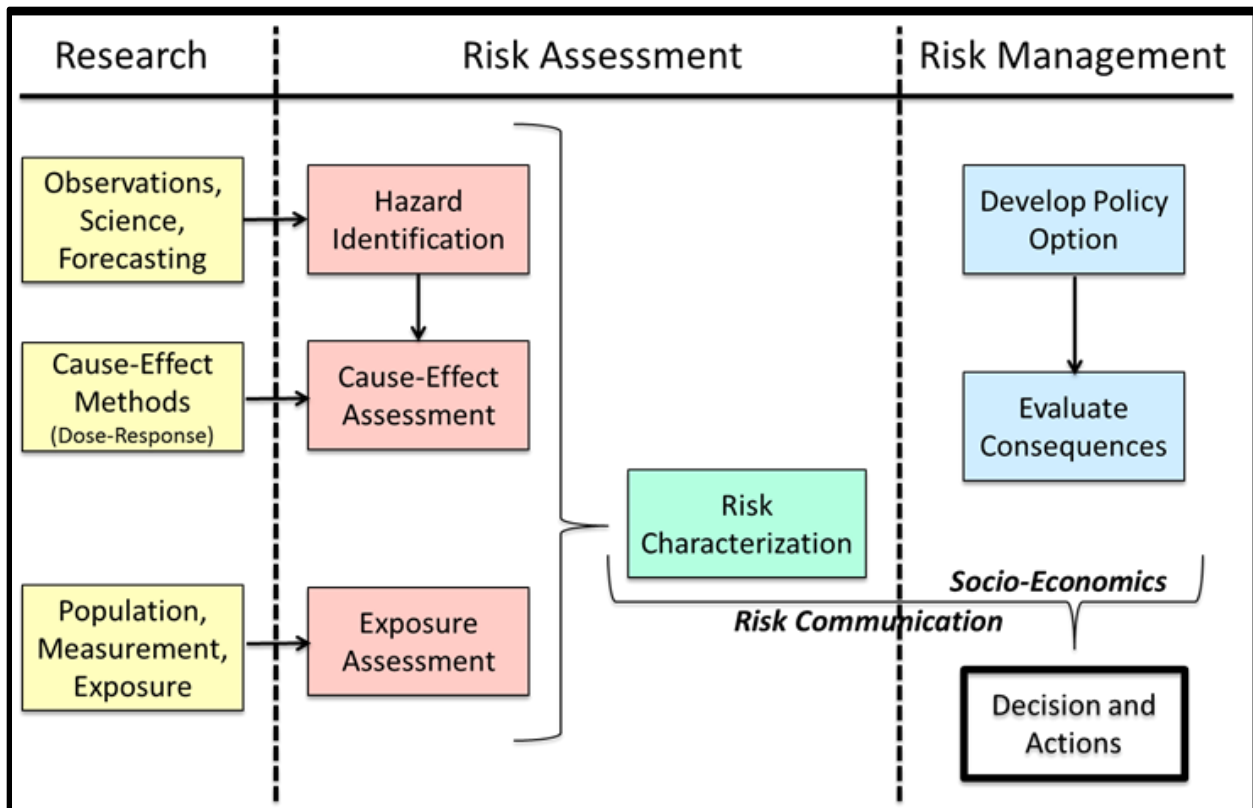 Research
Risk Assessment
Risk Management
Observations,
Science,
Forecasting
Hazard
Identification
Develop Policy
Option
Cause-Effect
Methods
(Dose-Response)
Cause-Effect
Assessment
Evaluate
Consequences
Risk
Characterization
Socio-Economics
Risk Communication
Population,
Measurement,
Exposure
Exposure
Assessment
Decision and
Actions